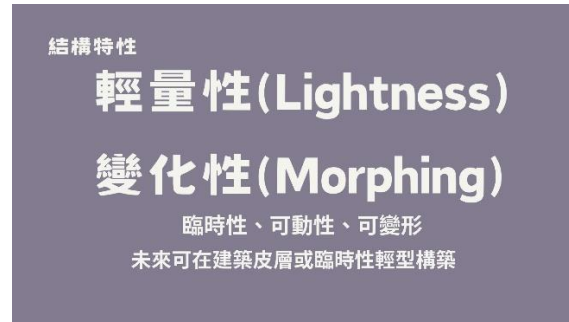 結構特性
輕量性(Lightness)
變化性(Morphing)
臨時性、可動性、可變形
未來可在建築皮層或臨時性輕型構築